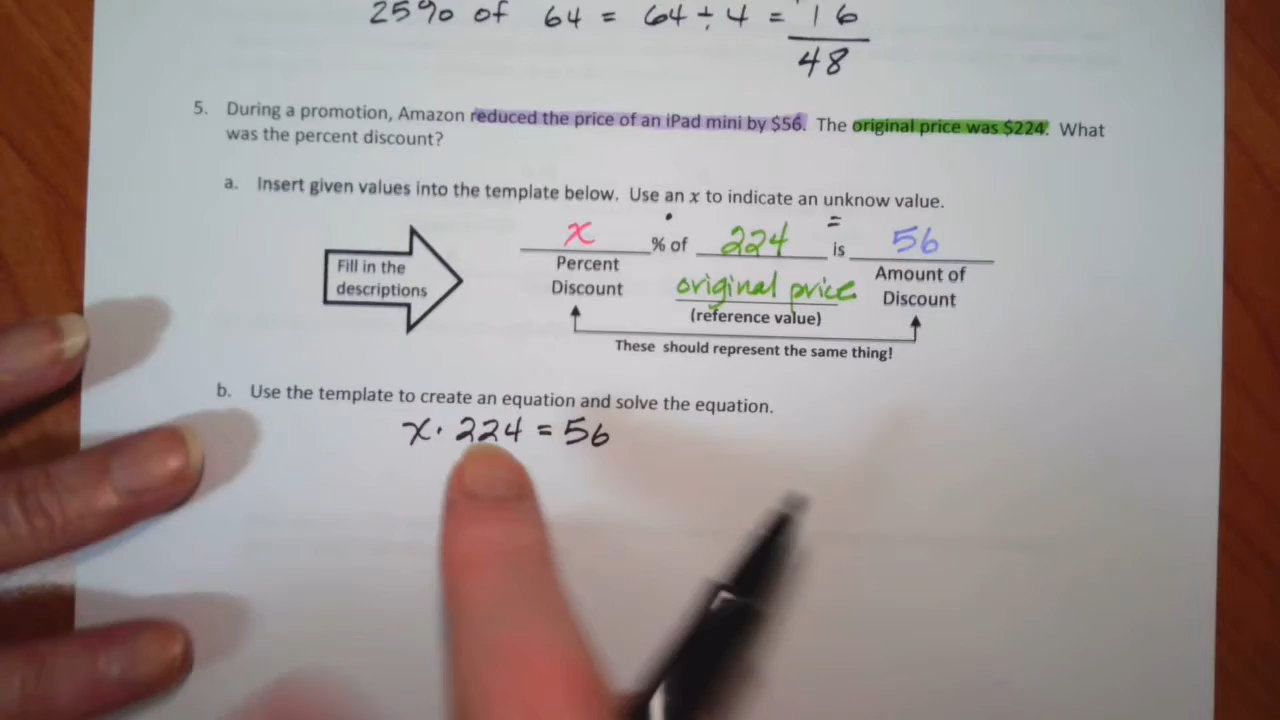 25% of 64 = 64 ÷ 4 = 16
48
5. During a promotion, Amazon reduced the price of an iPad mini by $56. The original price was $224. What
was the percent discount?
a. Insert given values into the template below. Use an x to indicate an unknow value.
Fill in the
descriptions
x % of · 224 is = 56
Percent
Discount
original price
(reference value)
Amount of
Discount
These should represent the same thing!
b. Use the template to create an equation and solve the equation.
x · 224 = 56